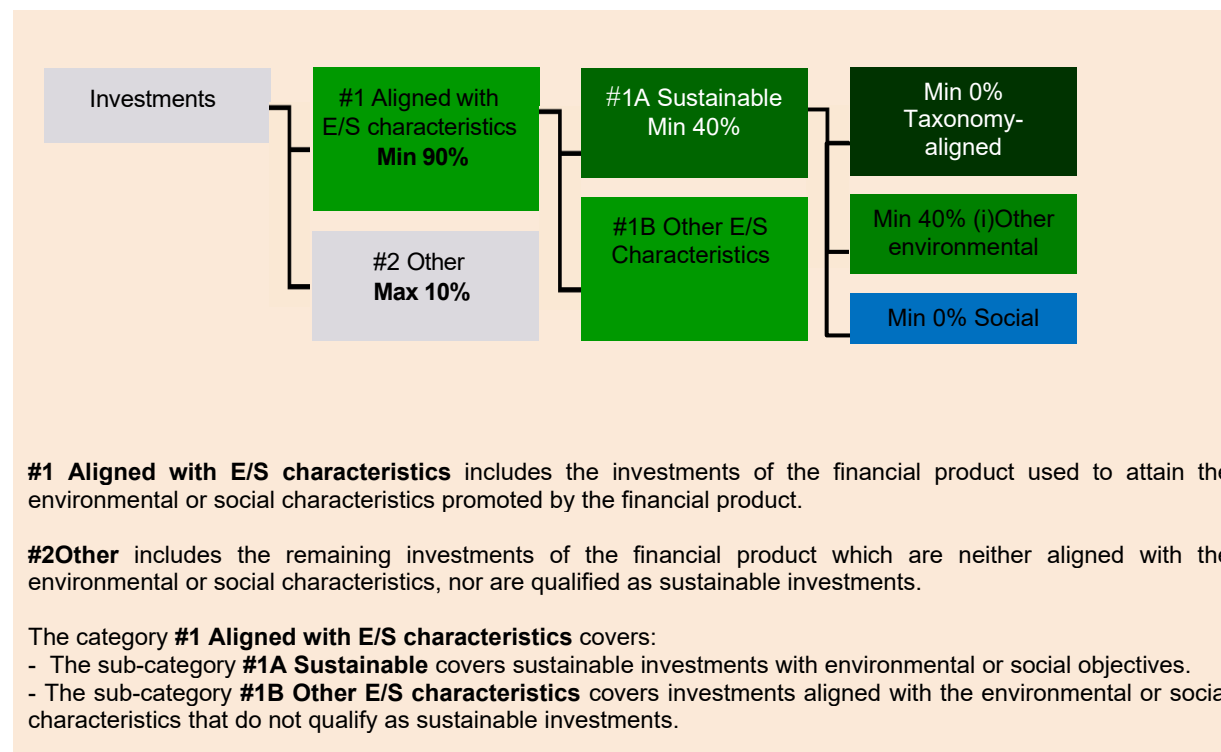 Investments
#1 Aligned with
E/S characteristics
Min 90%
#2 Other
Max 10%
#1A Sustainable
Min 40%
#1B Other E/S
Characteristics
Min 0%
Taxonomy-
aligned
Min 40% (i)Other
environmental
Min 0% Social
#1 Aligned with E/S characteristics includes the investments of the financial product used to attain the
environmental or social characteristics promoted by the financial product.
#2Other includes the remaining investments of the financial product which are neither aligned with the
environmental or social characteristics, nor are qualified as sustainable investments.
The category #1 Aligned with E/S characteristics covers:
- The sub-category #1A Sustainable covers sustainable investments with environmental or social objectives.
- The sub-category #1B Other E/S characteristics covers investments aligned with the environmental or social
characteristics that do not qualify as sustainable investments.